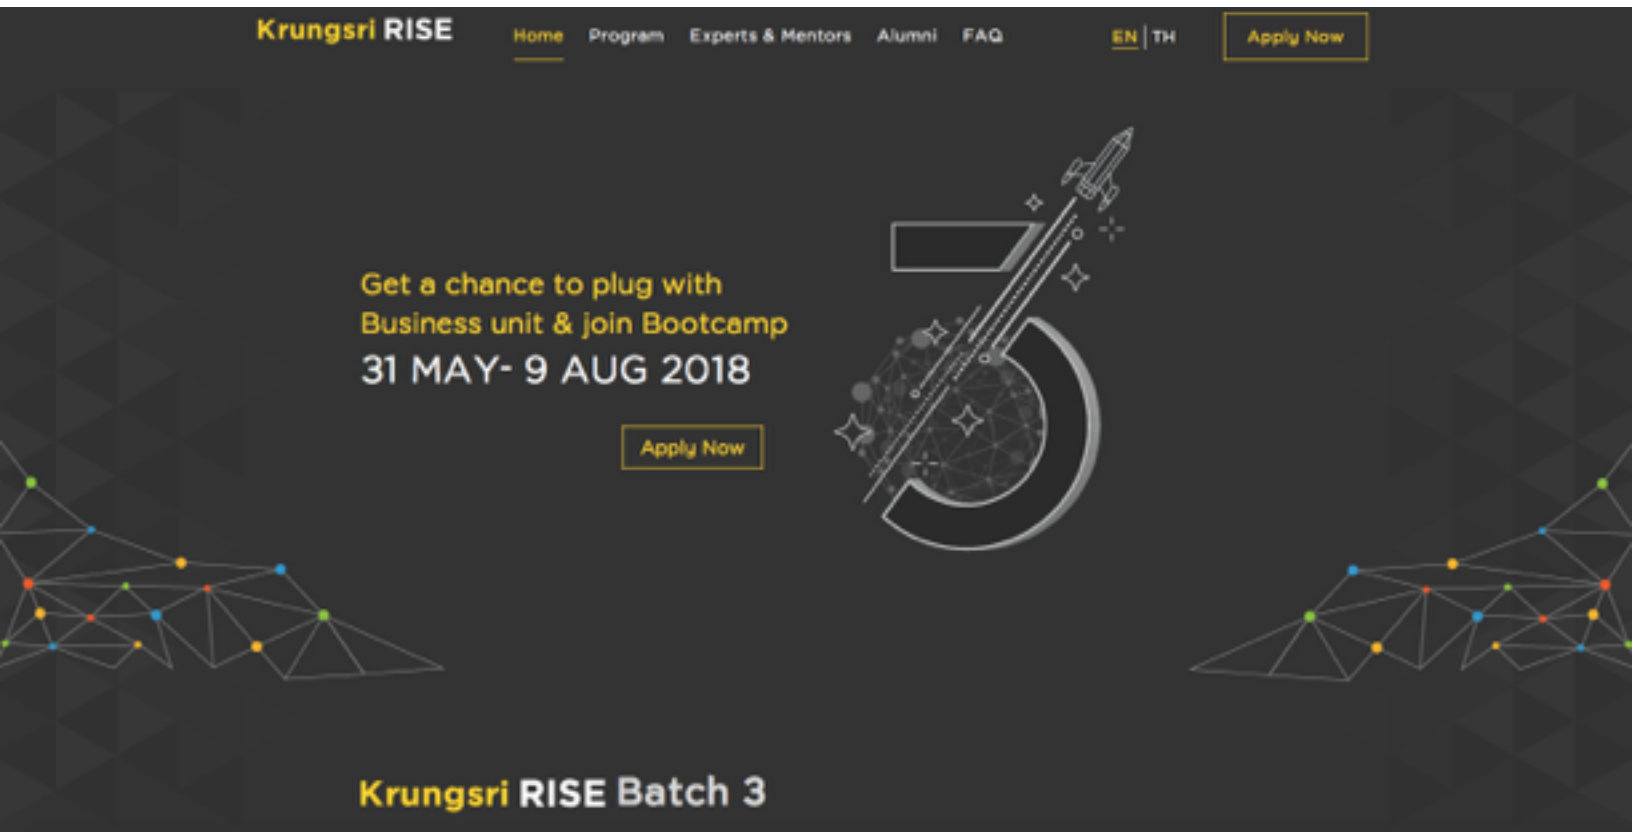 Krungsri RISE
Home Program Experts & Mentors Alumni FAQ EN | TH Apply Now
Get a chance to plug with
Business unit & join Bootcamp
31 MAY- 9 AUG 2018
Apply Now
3
Krungsri RISE Batch 3